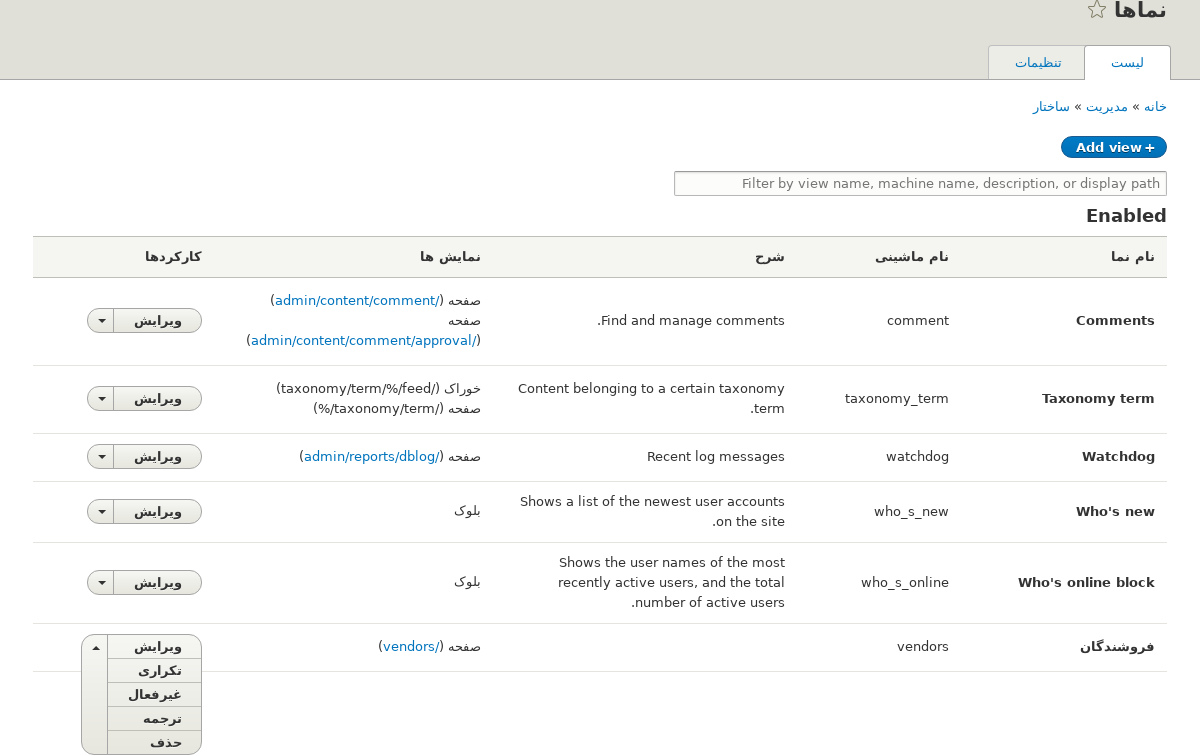 نماها
لیست
تنظیمات
خانه » مدیریت » ساختار
+ Add view
Filter by view name, machine name, description, or display path
Enabled
نام نما	نام ماشینی	شرح	نمایش ها	کارکردها
Comments	comment	Find and manage comments.	صفحه (/admin/content/comment)
صفحه
(/admin/content/comment/approval)	ویرایش
Taxonomy term	taxonomy_term	Content belonging to a certain taxonomy
term.	خوراک (/taxonomy/term/%/feed)
صفحه (/taxonomy/term/%)	ویرایش
Watchdog	watchdog	Recent log messages	صفحه (/admin/reports/dblog)	ویرایش
Who's new	who_s_new	Shows a list of the newest user accounts
on the site.	بلوک	ویرایش
Who's online block	who_s_online	Shows the user names of the most
recently active users, and the total
number of active users.	بلوک	ویرایش
فروشندگان	vendors	صفحه (/vendors)	ویرایش
تکراری
غیرفعال
ترجمه
حذف